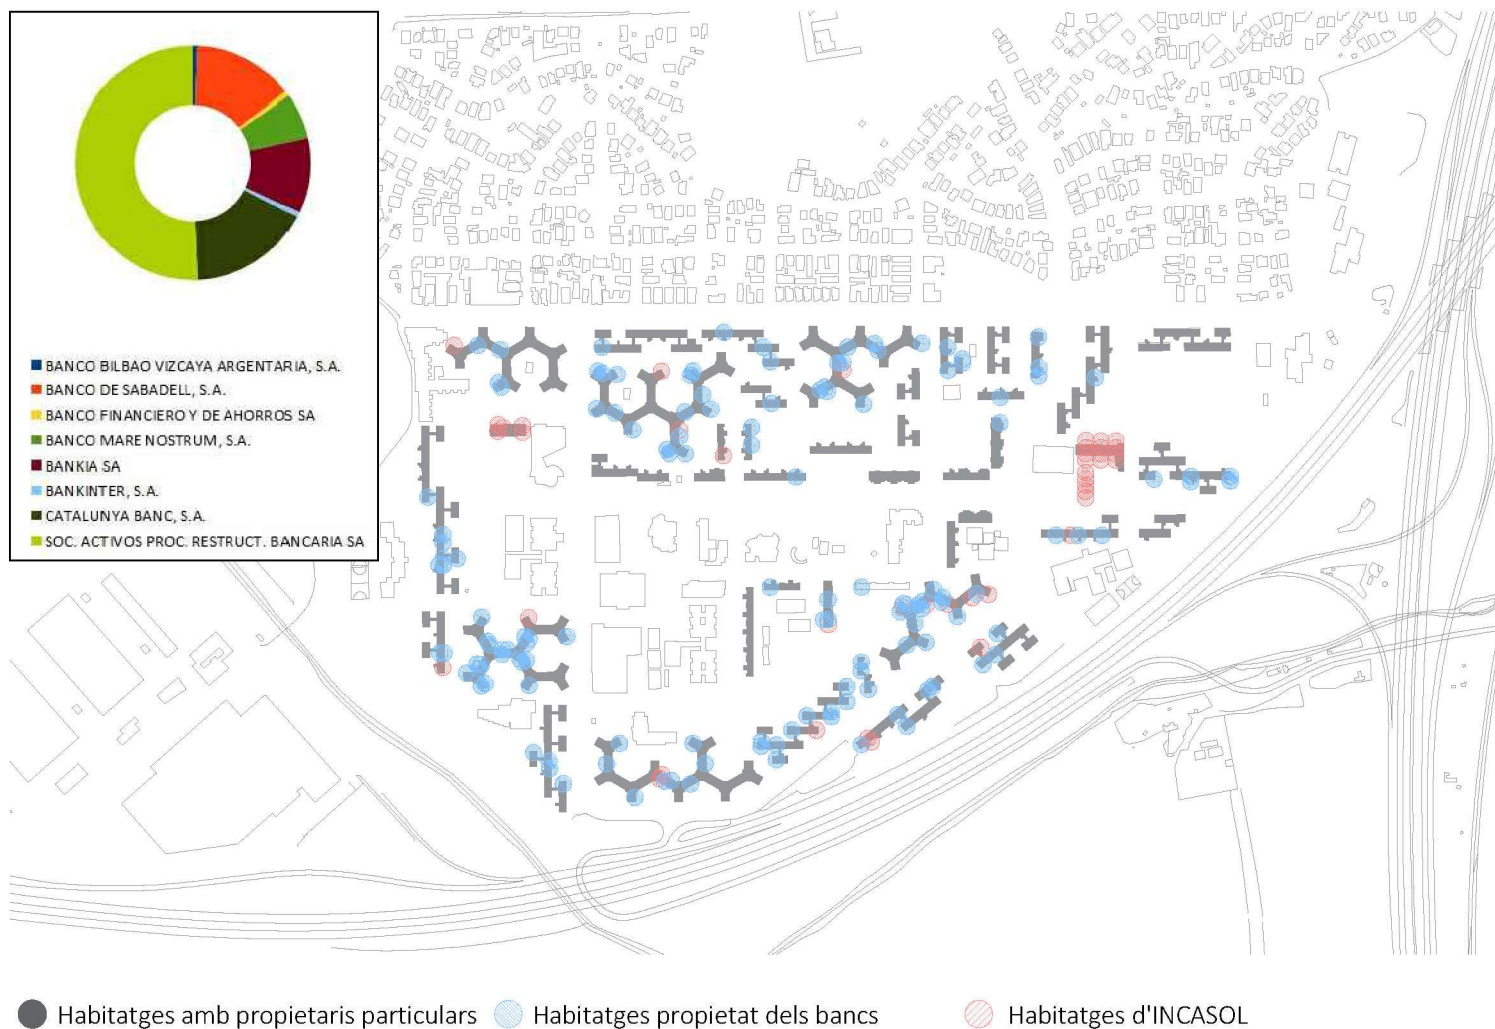 BANCO BILBAO VIZCAYA ARGENTARIA, S.A.
BANCO DE SABADELL, S.A.
BANCO FINANCIERO Y DE AHORROS SA
BANCO MARE NOSTRUM, S.A.
BANKIA SA
BANKINTER, S.A.
CATALUNYA BANC, S.A.
SOC. ACTIVOS PROC. RESTRUCT. BANCARIA SA
Habitatges amb propietaris particulars
Habitatges propietat dels bancs
Habitatges d'INCASOL